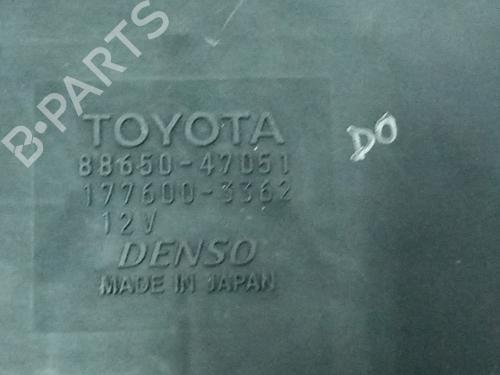 B-PARTS
TOYOTA
88650-47051
DO
177600-3362
12V
DENSO
MADE IN JAPAN